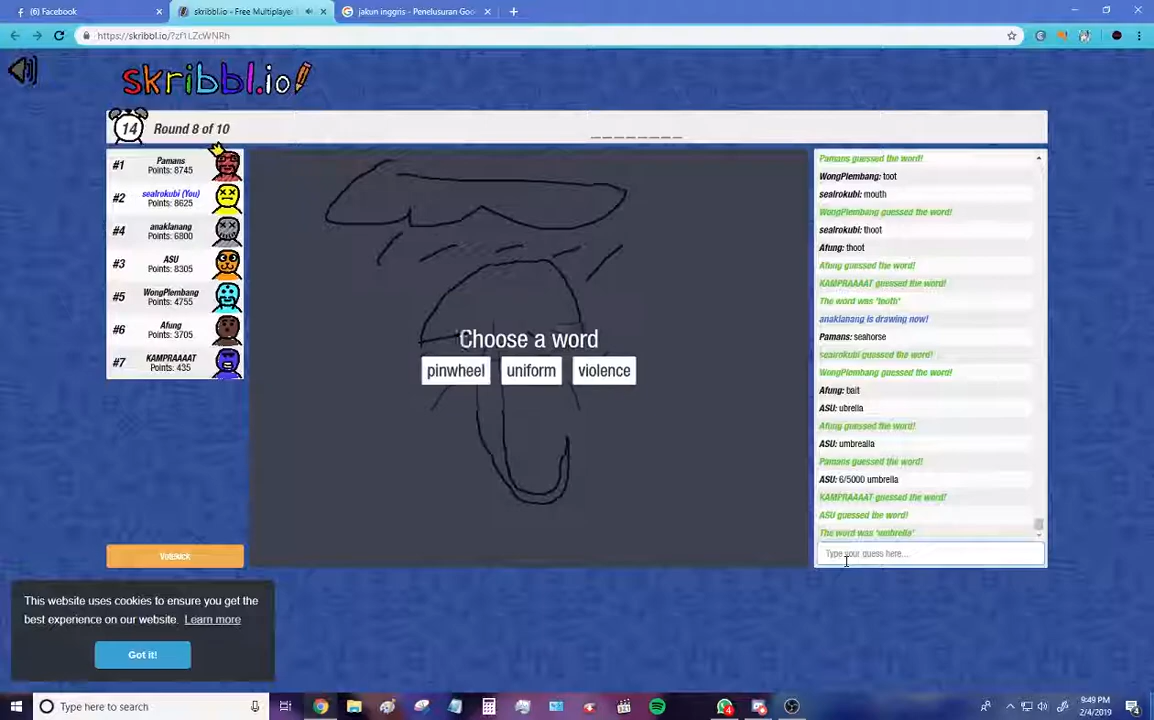 (6) Facebook
skribbl.io - Free Multiplayer
jakun inggris - Penelusuran Goo
https://skribbl.io/?zf1LZcWNRh
skribbl.io
14
Round 8 of 10
_ _ _ _ _ _ _ _
#1
Pamans
Points: 8745
#2
sealrokubi (You)
Points: 8625
#4
anaklanang
Points: 6800
#3
ASU
Points: 8305
#5
WongPlembang
Points: 4755
#6
Afung
Points: 3705
#7
KAMPRAAAAT
Points: 435
Votekick
Choose a word
pinwheel
uniform
violence
Pamans guessed the word!
WongPlembang: toot
sealrokubi: mouth
WongPlembang guessed the word!
sealrokubi: thoot
Afung: thoot
Afung guessed the word!
KAMPRAAAAT guessed the word!
The word was 'tooth'
anaklanang is drawing now!
Pamans: seahorse
sealrokubi guessed the word!
WongPlembang guessed the word!
Afung: bait
ASU: ubrella
Afung guessed the word!
ASU: umbrealla
Pamans guessed the word!
ASU: 6/5000 umbrella
KAMPRAAAAT guessed the word!
ASU guessed the word!
The word was 'umbrella'
Type your guess here...
This website uses cookies to ensure you get the
best experience on our website. Learn more
Got it!
Type here to search
4
9:49 PM
2/4/2019
4